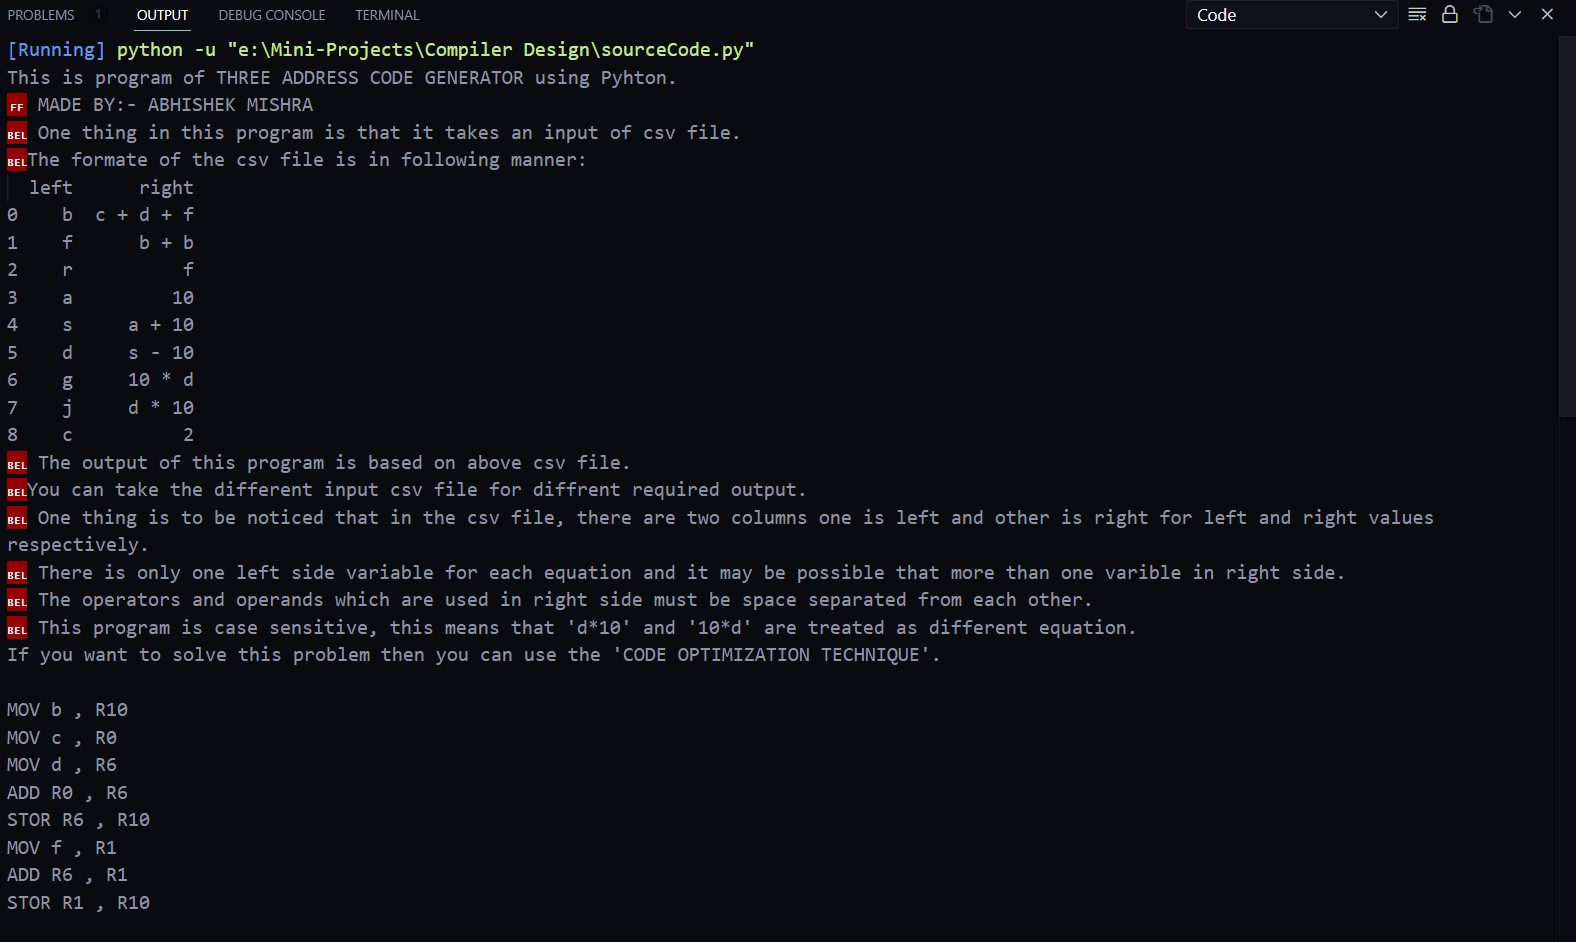 PROBLEMS 1 OUTPUT DEBUG CONSOLE TERMINAL Code
[Running] python -u "e:\Mini-Projects\Compiler Design\sourceCode.py"
This is program of THREE ADDRESS CODE GENERATOR using Pyhton.
FF MADE BY:- ABHISHEK MISHRA
BEL One thing in this program is that it takes an input of csv file.
BELThe formate of the csv file is in following manner:
  left      right
0    b  c + d + f
1    f      b + b
2    r          f
3    a         10
4    s     a + 10
5    d     s - 10
6    g     10 * d
7    j     d * 10
8    c          2
BEL The output of this program is based on above csv file.
BELYou can take the different input csv file for diffrent required output.
BEL One thing is to be noticed that in the csv file, there are two columns one is left and other is right for left and right values
respectively.
BEL There is only one left side variable for each equation and it may be possible that more than one varible in right side.
BEL The operators and operands which are used in right side must be space separated from each other.
BEL This program is case sensitive, this means that 'd*10' and '10*d' are treated as different equation.
If you want to solve this problem then you can use the 'CODE OPTIMIZATION TECHNIQUE'.
MOV b , R10
MOV c , R0
MOV d , R6
ADD R0 , R6
STOR R6 , R10
MOV f , R1
ADD R6 , R1
STOR R1 , R10